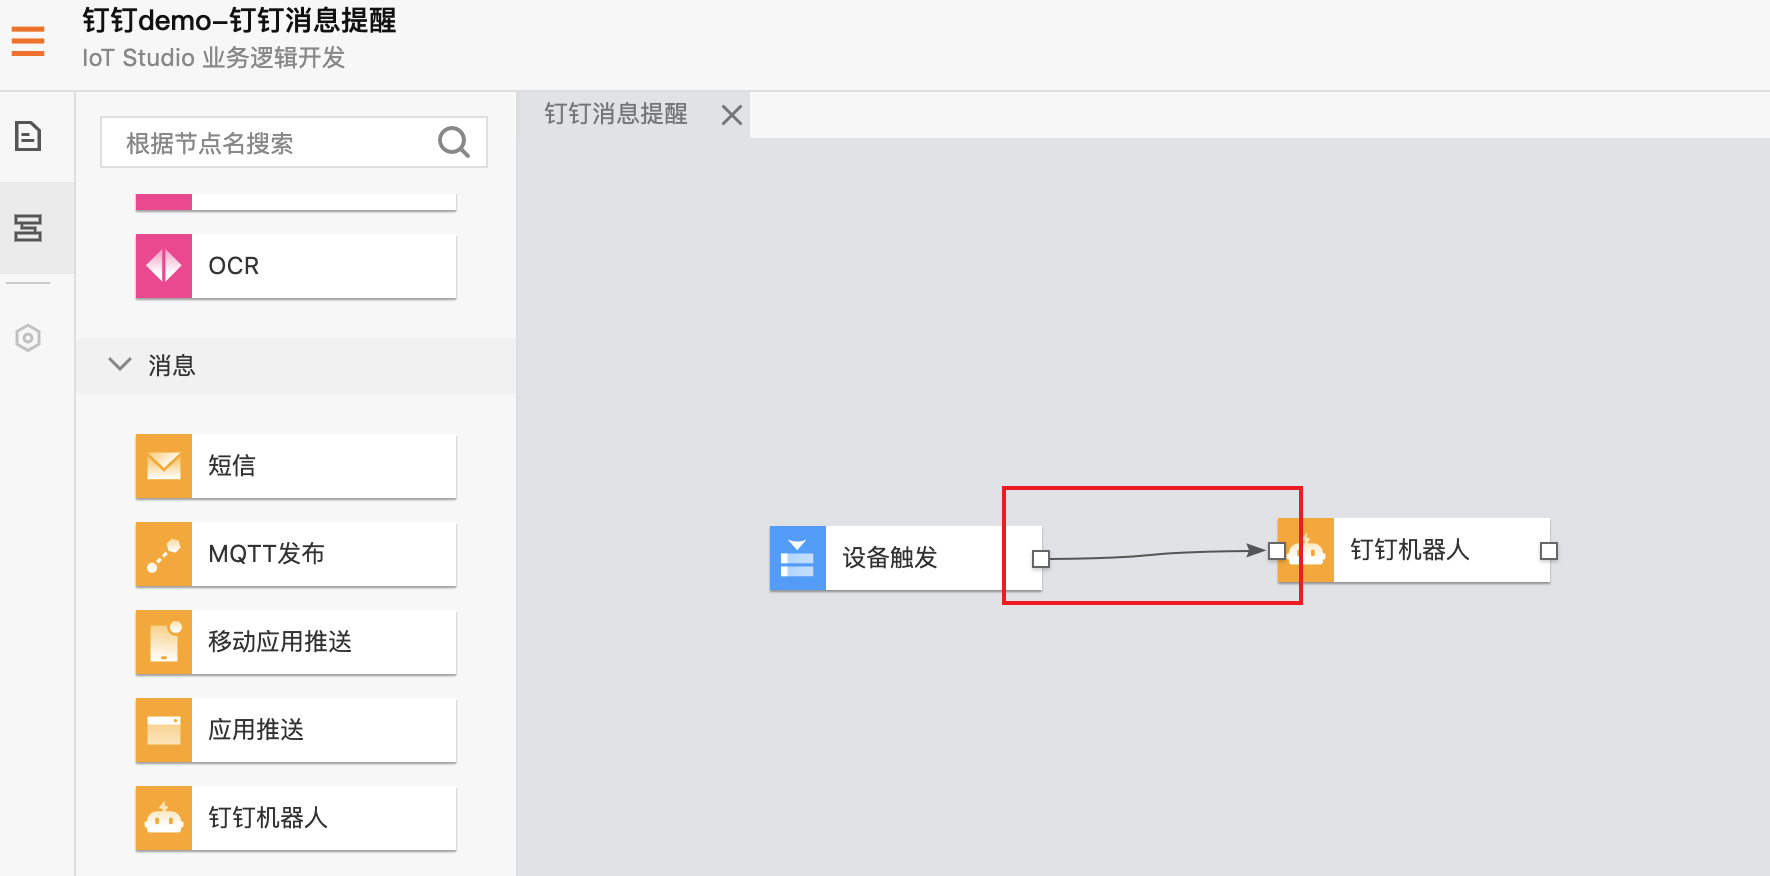 钉钉demo-钉钉消息提醒
IoT Studio 业务逻辑开发
钉钉消息提醒
根据节点名搜索
OCR
消息
短信
MQTT发布
移动应用推送
应用推送
钉钉机器人
设备触发
钉钉机器人